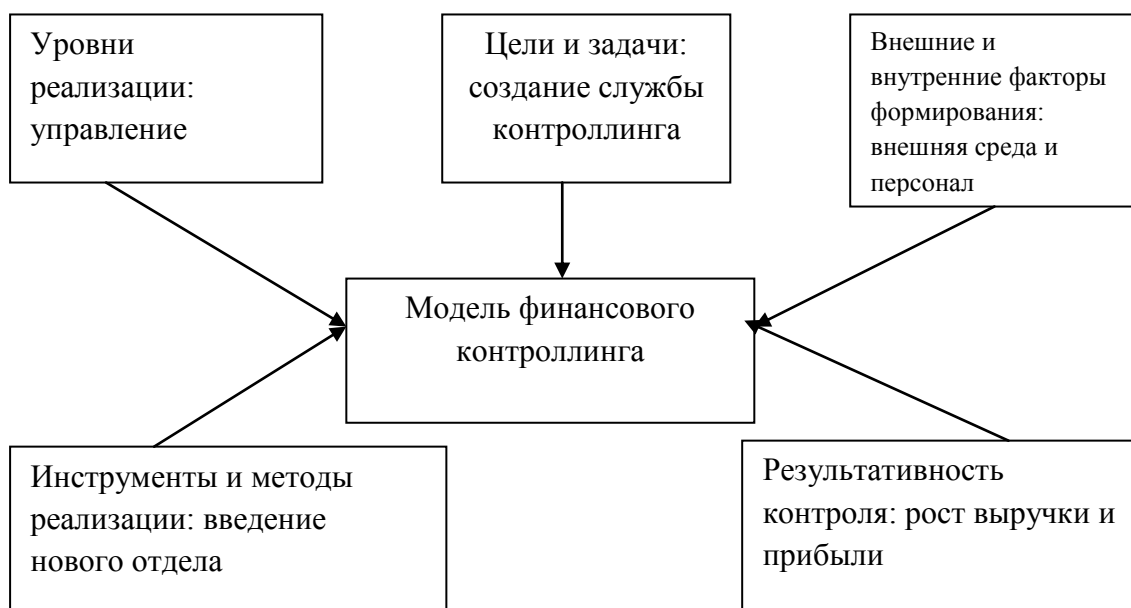 Уровни
реализации:
управление
Цели и задачи:
создание службы
контроллинга
Внешние и
внутренние факторы
формирования:
внешняя среда и
персонал
Модель финансового
контроллинга
Инструменты и методы
реализации: введение
нового отдела
Результативность
контроля: рост выручки и
прибыли